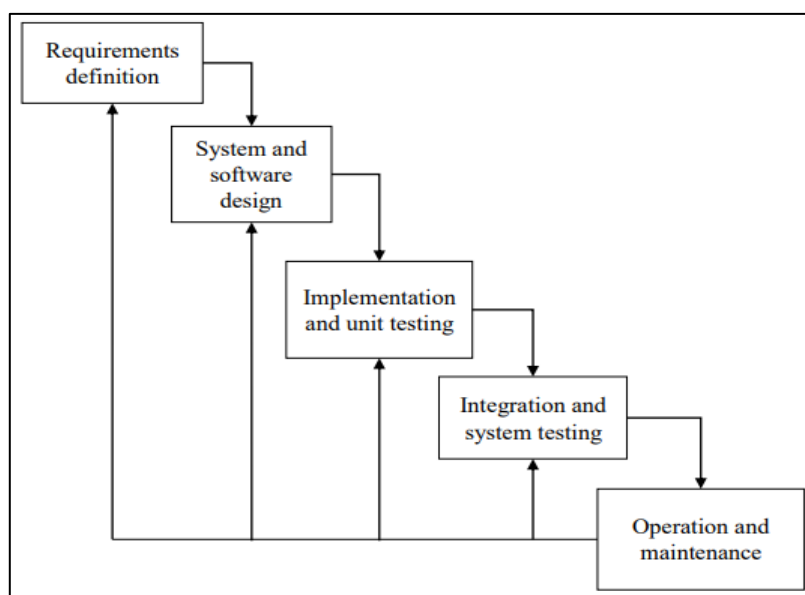 Requirements
definition
System and
software
design
Implementation
and unit testing
Integration and
system testing
Operation and
maintenance